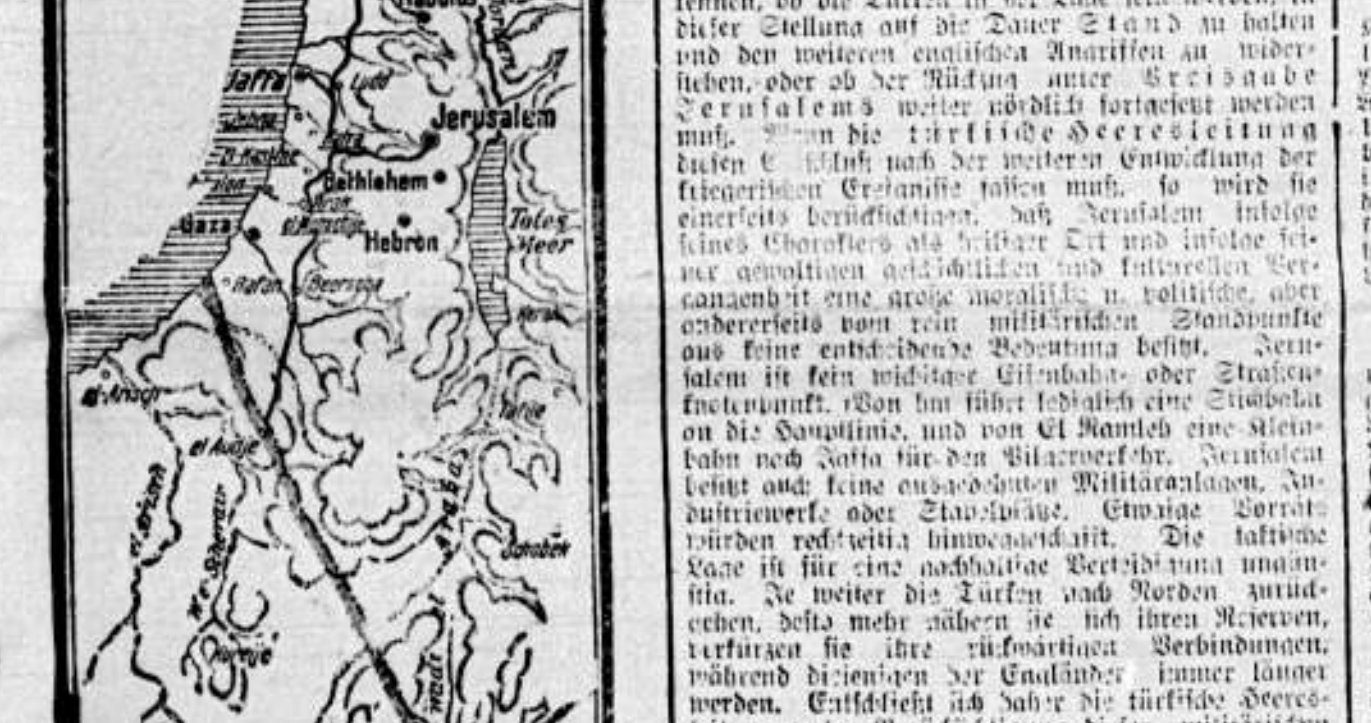 Nabulus
Jordan
Jaffa
Lydd
Jerusalem
Bethlehem
Gaza
Hebron
Totes
Meer
Rafah
Beerseba
el-Arisch
Tafile
el Audje
Araba
Schobek
Wadi
dieser Stellung auf die Dauer Stand zu halten
und den weiteren englischen Angriffen zu wider-
stehen, oder ob der Rückzug unter Preisgabe
Jerusalems weiter nördlich fortgesetzt werden
muß. die türkische Heeresleitung
diesen nach der weiteren Entwicklung der
kriegerischen Ereignisse fassen muß, so wird sie
einerseits berücksichtigen, daß Jerusalem infolge
seines Charakters als heiliger Ort und infolge sei-
ner gewaltigen geschichtlichen und kulturellen Ver-
gangenheit eine große moralische u. politische, aber
andererseits vom rein militärischen Standpunkte
aus keine entscheidende Bedeutung besitzt. Jeru-
salem ist kein wichtiger Eisenbahn- oder Straßen-
knotenpunkt. Von ihm führt lediglich eine Stichbahn
an die Hauptlinie, und von El Ramleh eine Klein-
bahn nach Jaffa für den Pilgerverkehr. Jerusalem
besitzt auch keine ausgedehnten Militäranlagen, In-
dustriewerke oder Stapelplätze. Etwaige Vorräte
würden rechtzeitig hinweggeschafft. Die taktische
Lage ist für eine nachhaltige Verteidigung ungün-
stig. Je weiter die Türken nach Norden zurück-
gehen, desto mehr nähern sie sich ihren Reserven,
verkürzen sie ihre rückwärtigen Verbindungen,
während diejenigen der Engländer immer länger
werden. Entschließt sich daher die türkische Heeres-